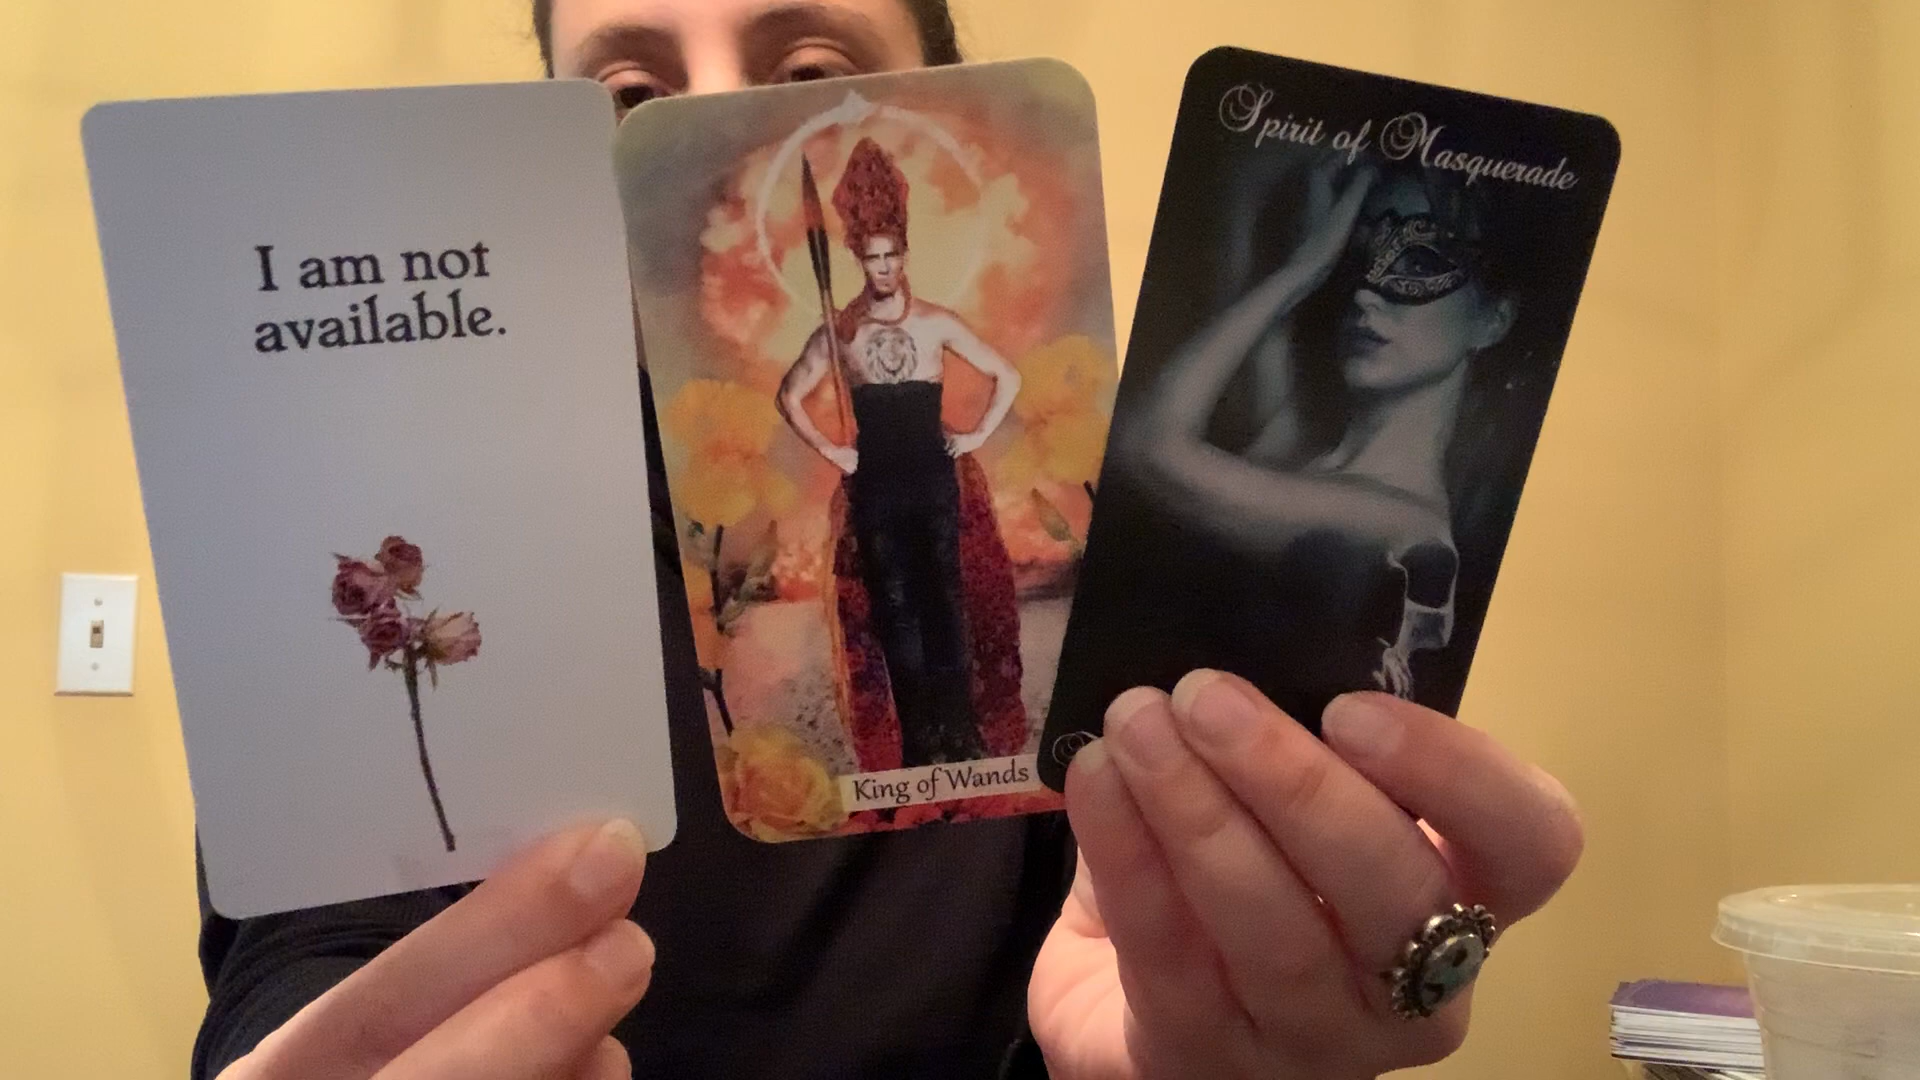 I am not
available.
King of Wands
Spirit of Masquerade